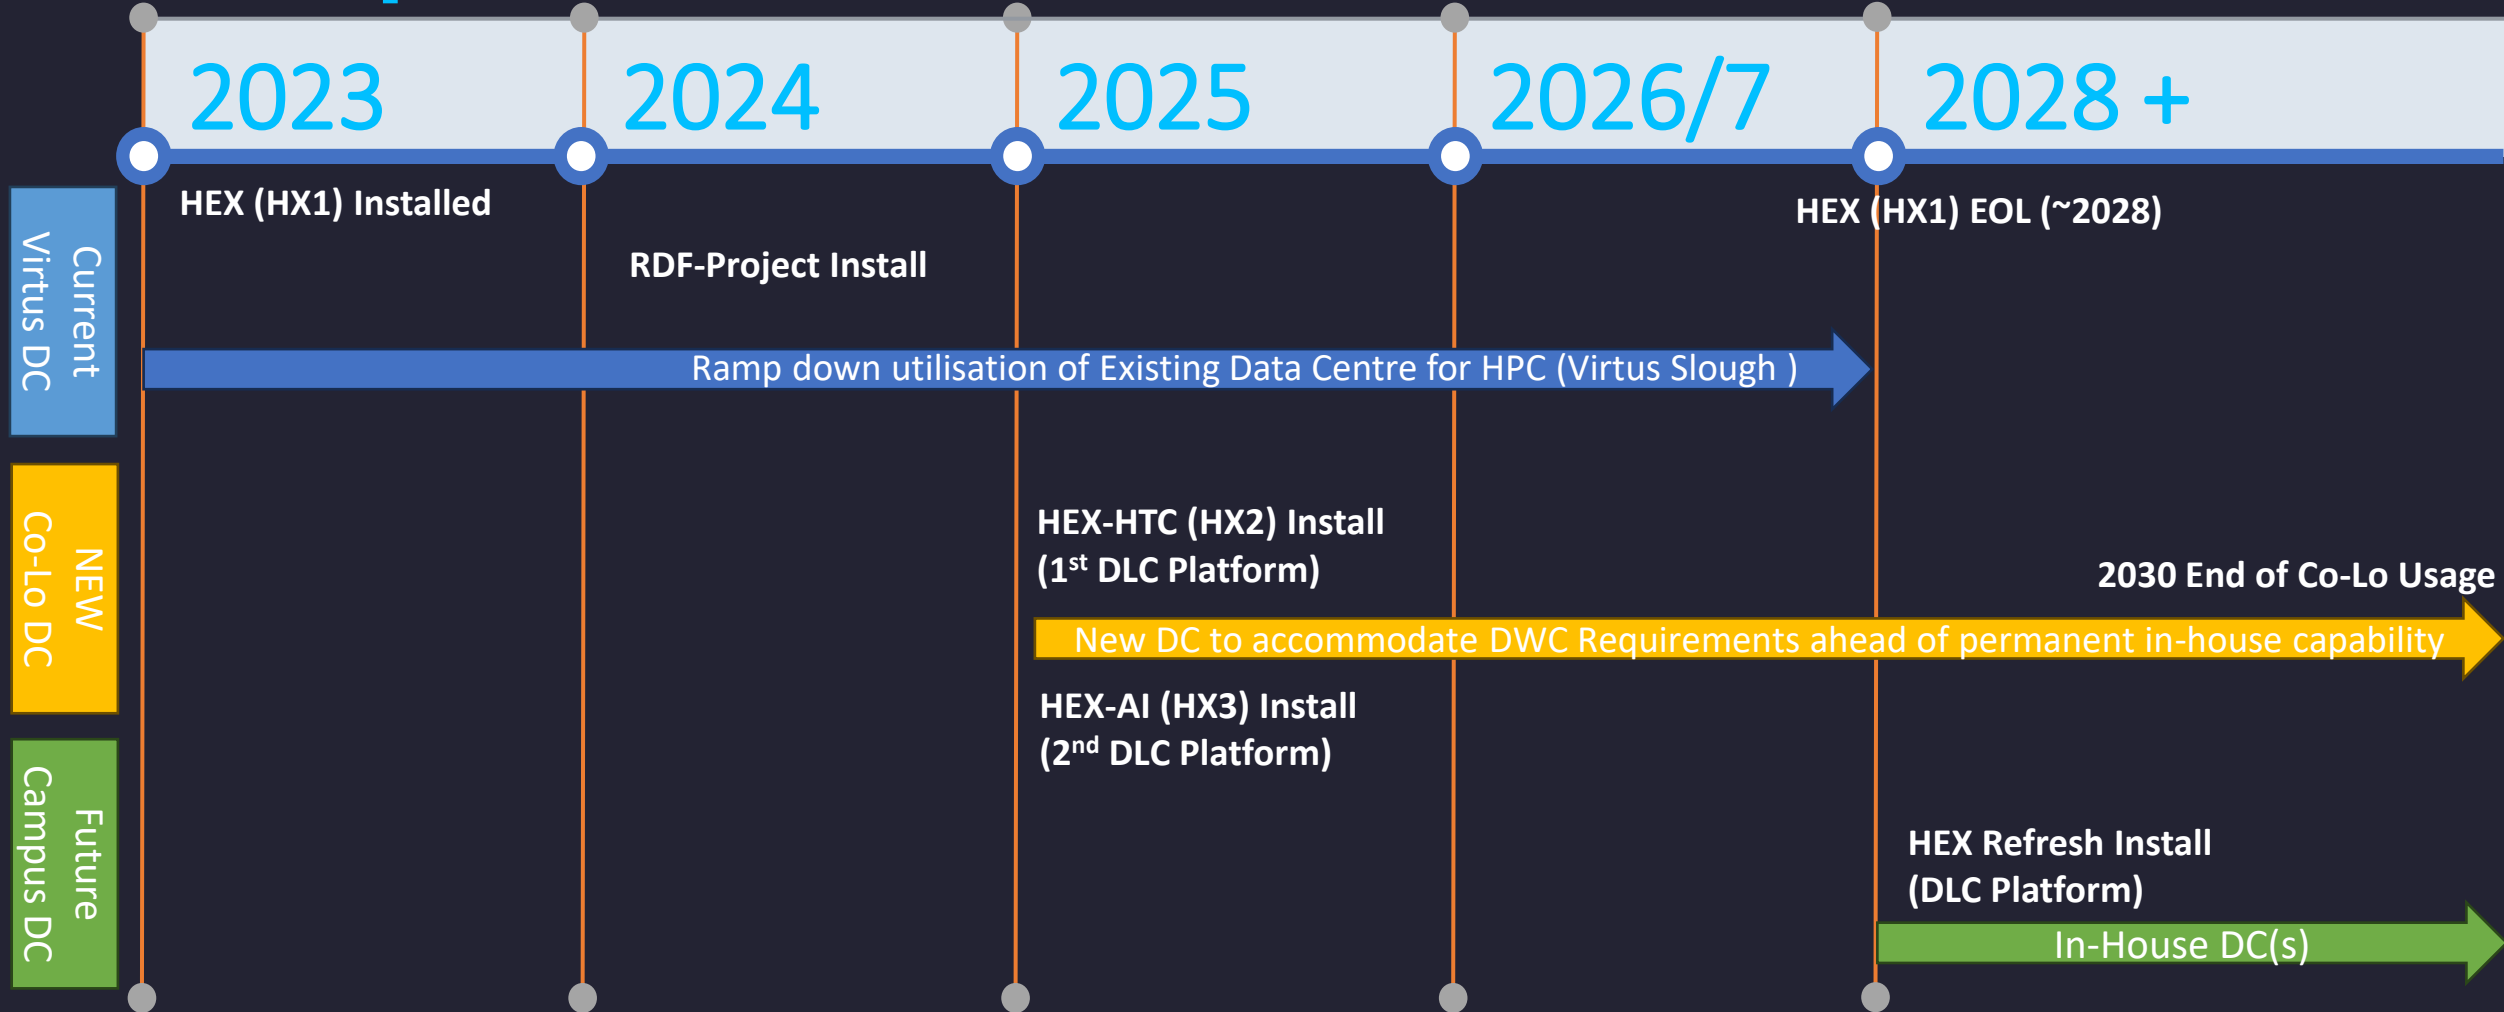 2023
2024
2025
2026/7
2028 +
Current
Virtus DC
HEX (HX1) Installed
HEX (HX1) EOL (~2028)
RDF-Project Install
Ramp down utilisation of Existing Data Centre for HPC (Virtus Slough )
NEW
Co-Lo DC
HEX-HTC (HX2) Install
(1st DLC Platform)
2030 End of Co-Lo Usage
New DC to accommodate DWC Requirements ahead of permanent in-house capability
HEX-AI (HX3) Install
(2nd DLC Platform)
Future
Campus DC
HEX Refresh Install
(DLC Platform)
In-House DC(s)